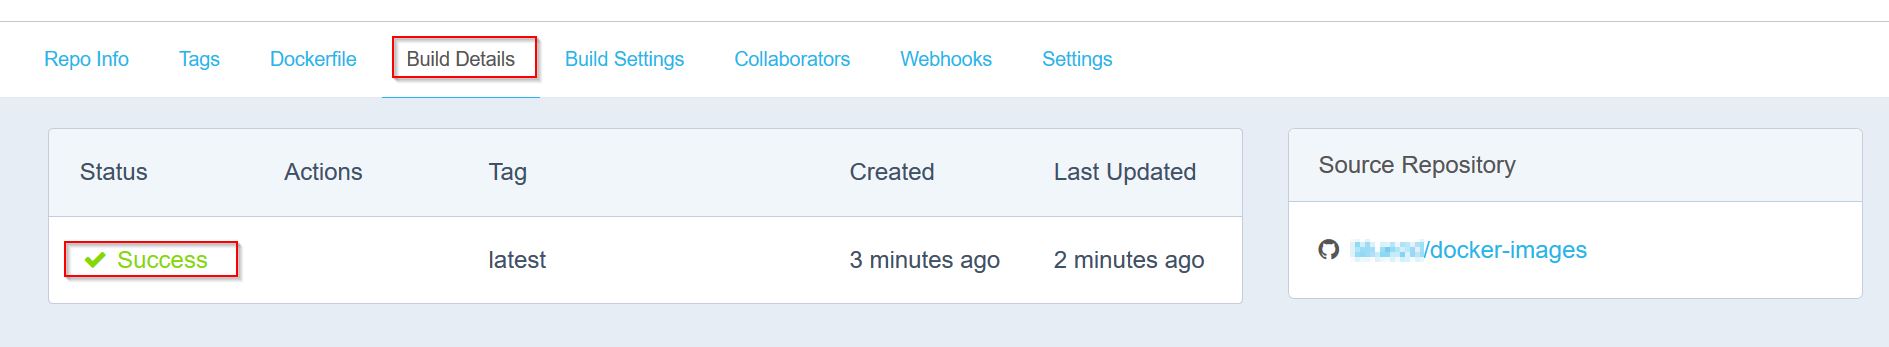 Repo Info Tags Dockerfile Build Details Build Settings Collaborators Webhooks Settings
Status Actions Tag Created Last Updated
Success latest 3 minutes ago 2 minutes ago
Source Repository
/docker-images